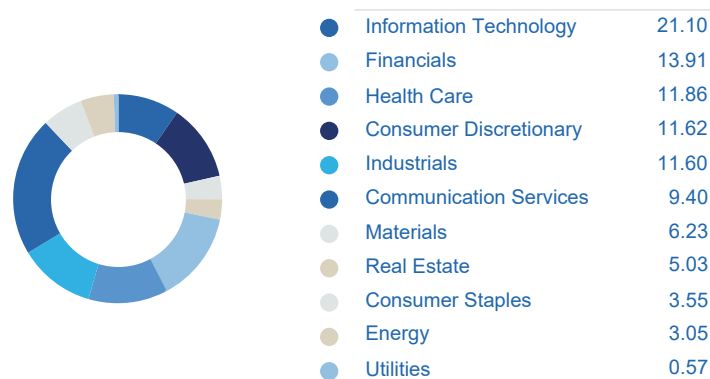 Information Technology 21.10
Financials 13.91
Health Care 11.86
Consumer Discretionary 11.62
Industrials 11.60
Communication Services 9.40
Materials 6.23
Real Estate 5.03
Consumer Staples 3.55
Energy 3.05
Utilities 0.57